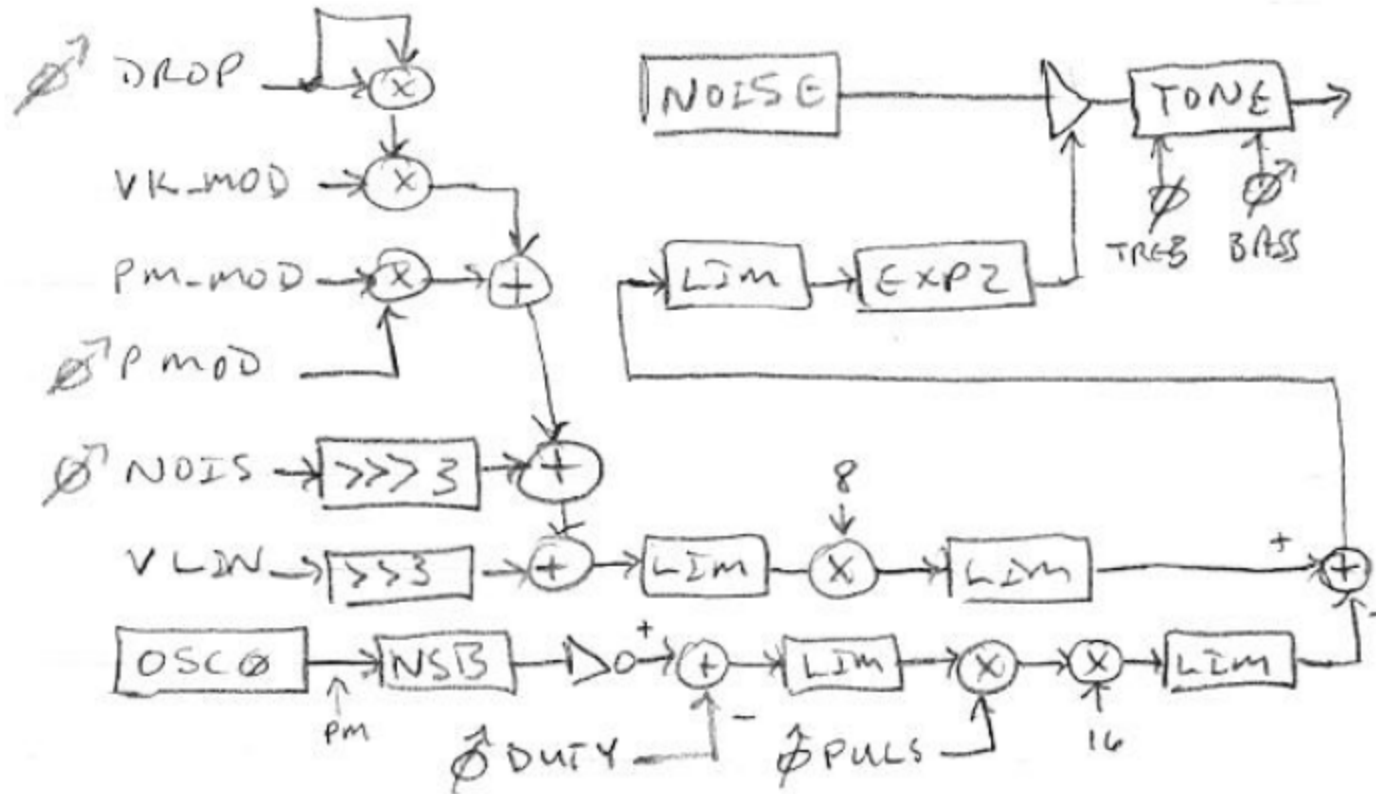 DROP
NOISE TONE
VK_MOD
TREB BASS
PM_MOD LIM EXP2
PMOD
NOIS >>>3
8
VLIN >>3 LIM LIM
OSC0 NSB LIM LIM
PM
DUTY PULS 16